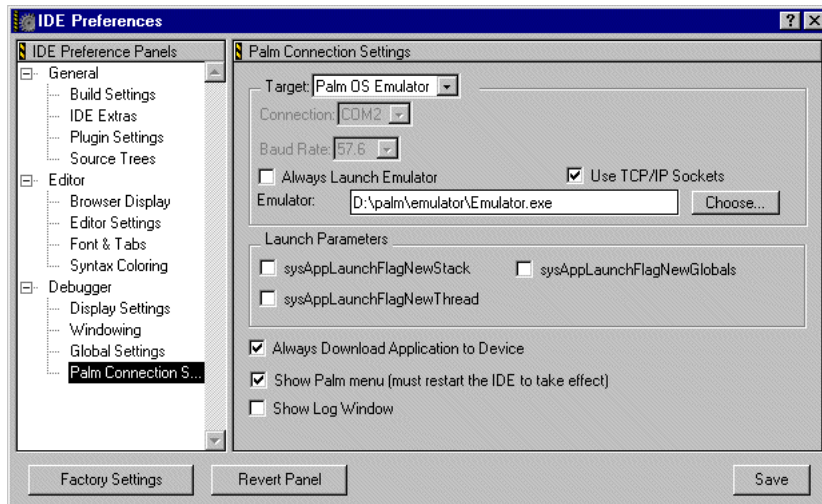 IDE Preferences
IDE Preference Panels
General
Build Settings
IDE Extras
Plugin Settings
Source Trees
Editor
Browser Display
Editor Settings
Font & Tabs
Syntax Coloring
Debugger
Display Settings
Windowing
Global Settings
Palm Connection S...
Palm Connection Settings
Target: Palm OS Emulator
Connection: COM2
Baud Rate: 57.6
Always Launch Emulator Use TCP/IP Sockets
Emulator: D:\palm\emulator\Emulator.exe Choose...
Launch Parameters
sysAppLaunchFlagNewStack sysAppLaunchFlagNewGlobals
sysAppLaunchFlagNewThread
Always Download Application to Device
Show Palm menu (must restart the IDE to take effect)
Show Log Window
Factory Settings Revert Panel Save